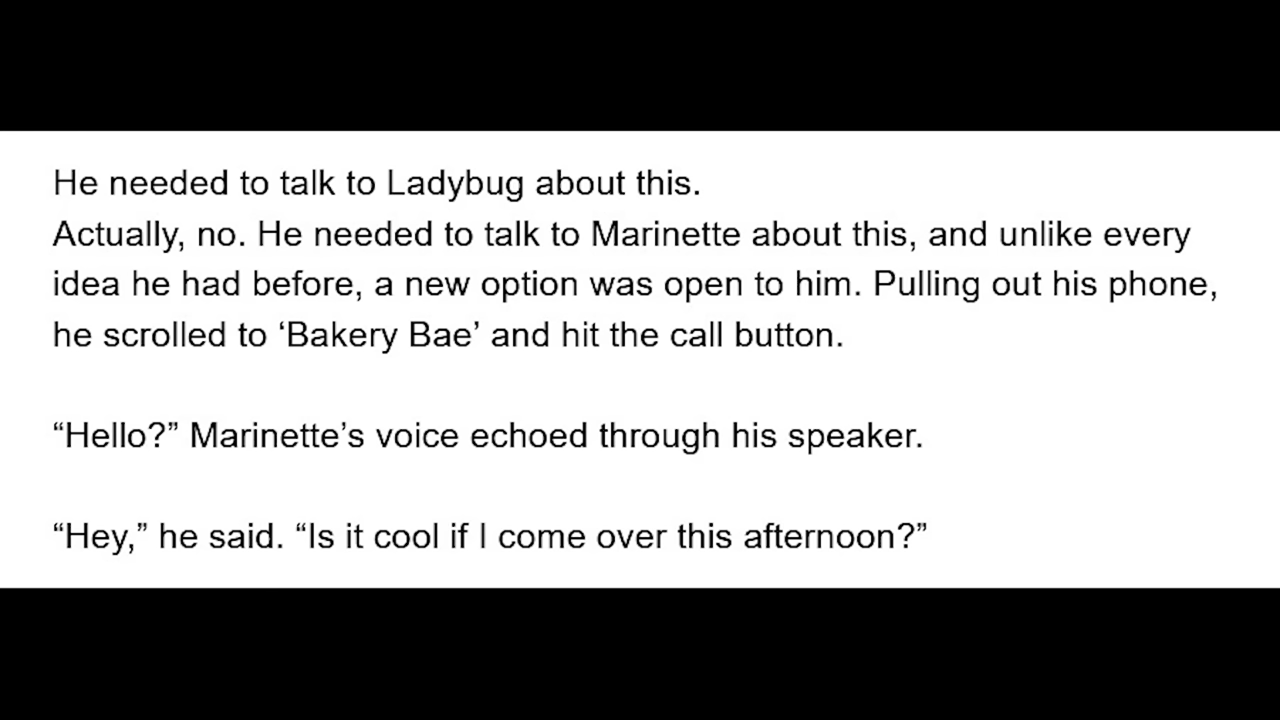 He needed to talk to Ladybug about this.
Actually, no. He needed to talk to Marinette about this, and unlike every
idea he had before, a new option was open to him. Pulling out his phone,
he scrolled to ‘Bakery Bae’ and hit the call button.
“Hello?” Marinette’s voice echoed through his speaker.
“Hey,” he said. “Is it cool if I come over this afternoon?”